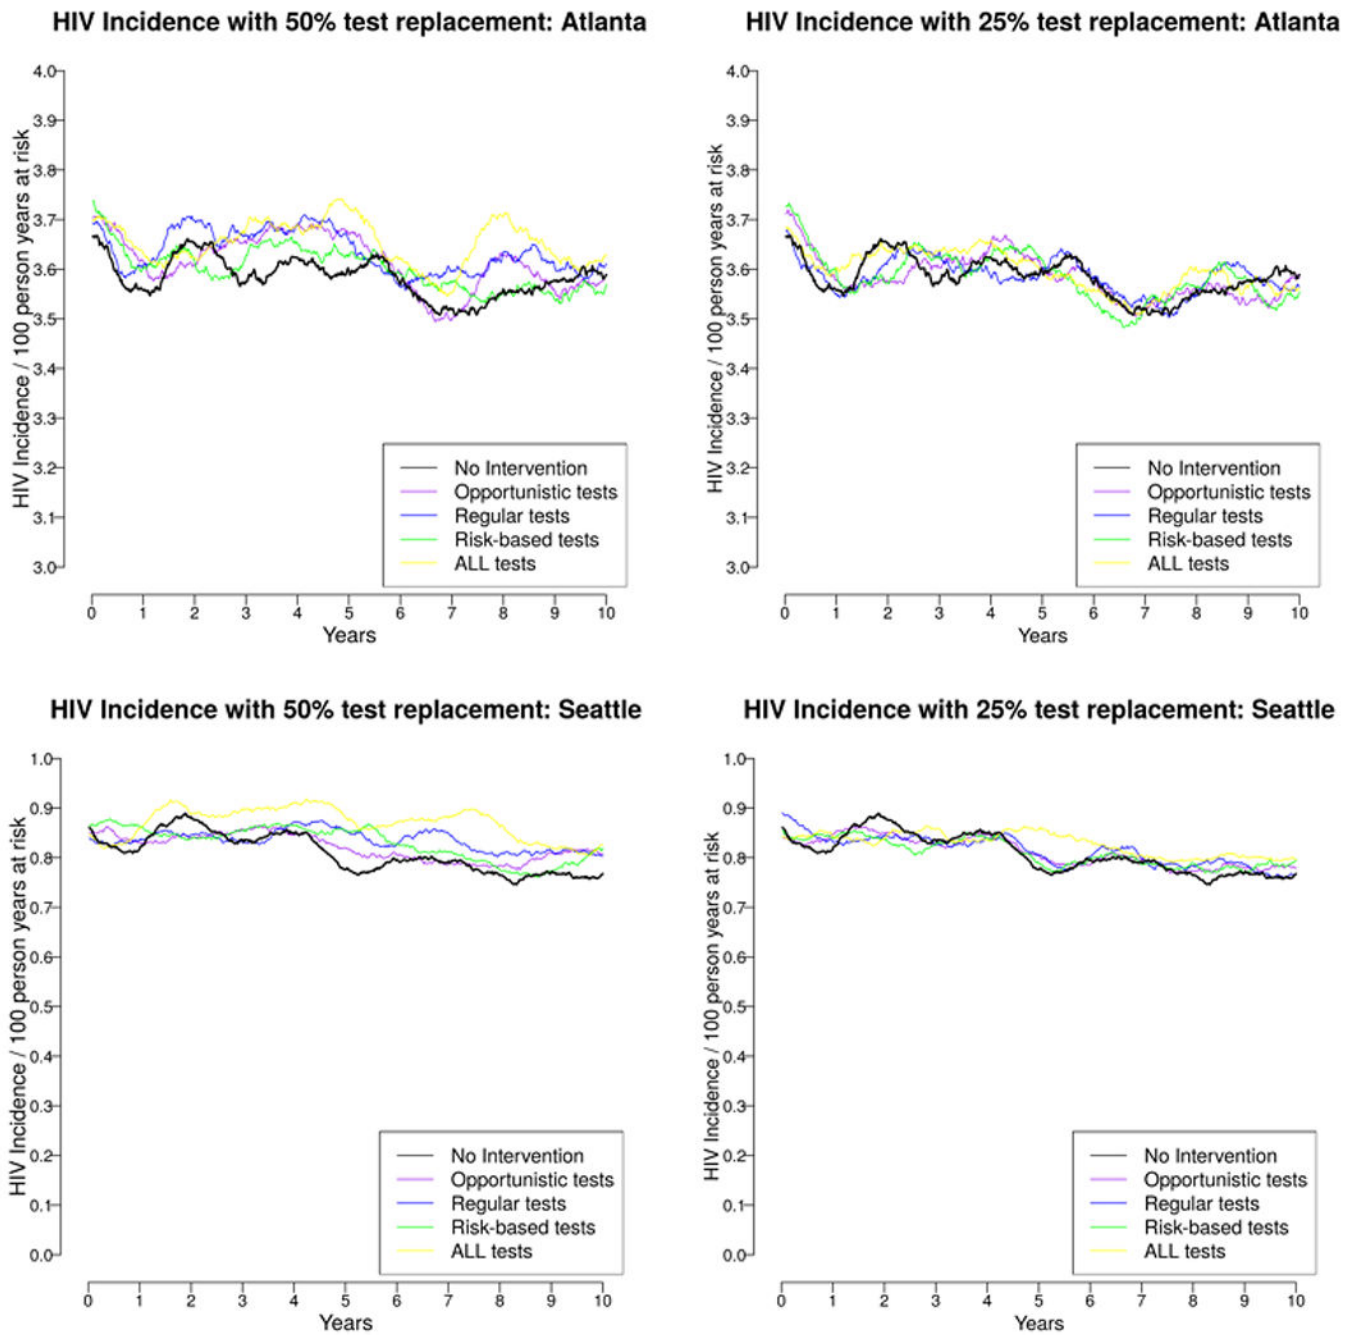 HIV Incidence with 50% test replacement: Atlanta
HIV Incidence / 100 person years at risk
4.0
3.9
3.8
3.7
3.6
3.5
3.4
3.3
3.2
3.1
3.0
No Intervention
Opportunistic tests
Regular tests
Risk-based tests
ALL tests
0 1 2 3 4 5 6 7 8 9 10
Years
HIV Incidence with 25% test replacement: Atlanta
HIV Incidence / 100 person years at risk
4.0
3.9
3.8
3.7
3.6
3.5
3.4
3.3
3.2
3.1
3.0
No Intervention
Opportunistic tests
Regular tests
Risk-based tests
ALL tests
0 1 2 3 4 5 6 7 8 9 10
Years
HIV Incidence with 50% test replacement: Seattle
HIV Incidence / 100 person years at risk
1.0
0.9
0.8
0.7
0.6
0.5
0.4
0.3
0.2
0.1
0.0
No Intervention
Opportunistic tests
Regular tests
Risk-based tests
ALL tests
0 1 2 3 4 5 6 7 8 9 10
Years
HIV Incidence with 25% test replacement: Seattle
HIV Incidence / 100 person years at risk
1.0
0.9
0.8
0.7
0.6
0.5
0.4
0.3
0.2
0.1
0.0
No Intervention
Opportunistic tests
Regular tests
Risk-based tests
ALL tests
0 1 2 3 4 5 6 7 8 9 10
Years